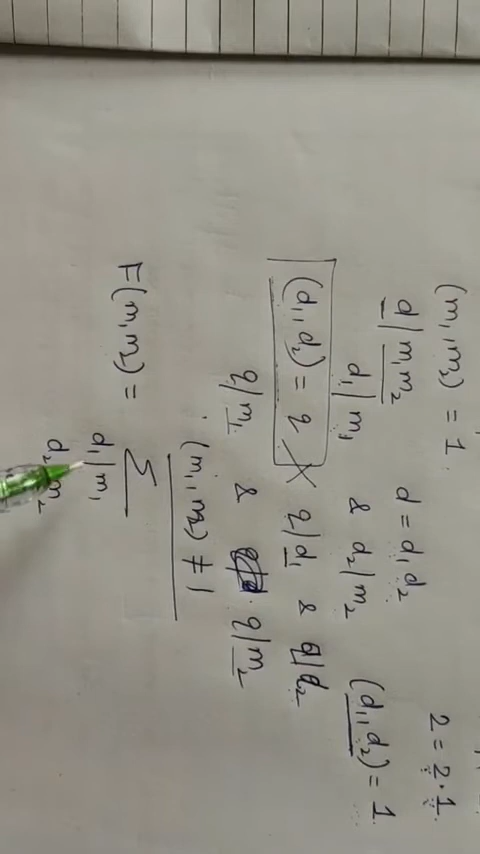 (m₁, m₂) = 1.
2 = 2·1.
d | m₁m₂ d = d₁d₂
d₁ | m₁ & d₂ | m₂ (d₁, d₂) = 1.
(d₁, d₂) = q q | d₁ & q | d₂
q | m₁ & q | m₂
(m₁, m₂) ≠ 1
F(m₁m₂) = Σ
d₁ | m₁
d₂ | m₂